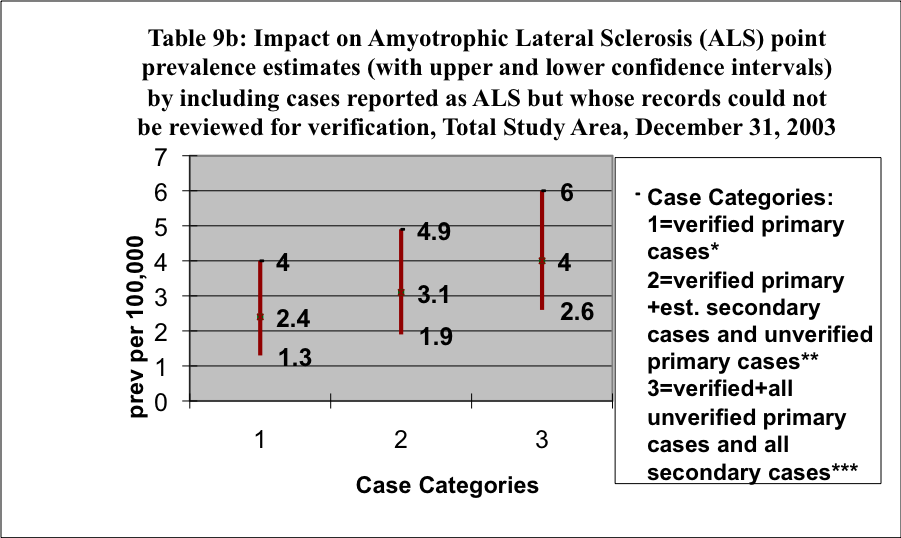 Table 9b: Impact on Amyotrophic Lateral Sclerosis (ALS) point
prevalence estimates (with upper and lower confidence intervals)
by including cases reported as ALS but whose records could not
be reviewed for verification, Total Study Area, December 31, 2003
7
6
5
4
3
2
1
0
prev per 100,000
4
2.4
1.3
4.9
3.1
1.9
6
4
2.6
1
2
3
Case Categories
- Case Categories:
1=verified primary
cases*
2=verified primary
+est. secondary
cases and unverified
primary cases**
3=verified+all
unverified primary
cases and all
secondary cases***